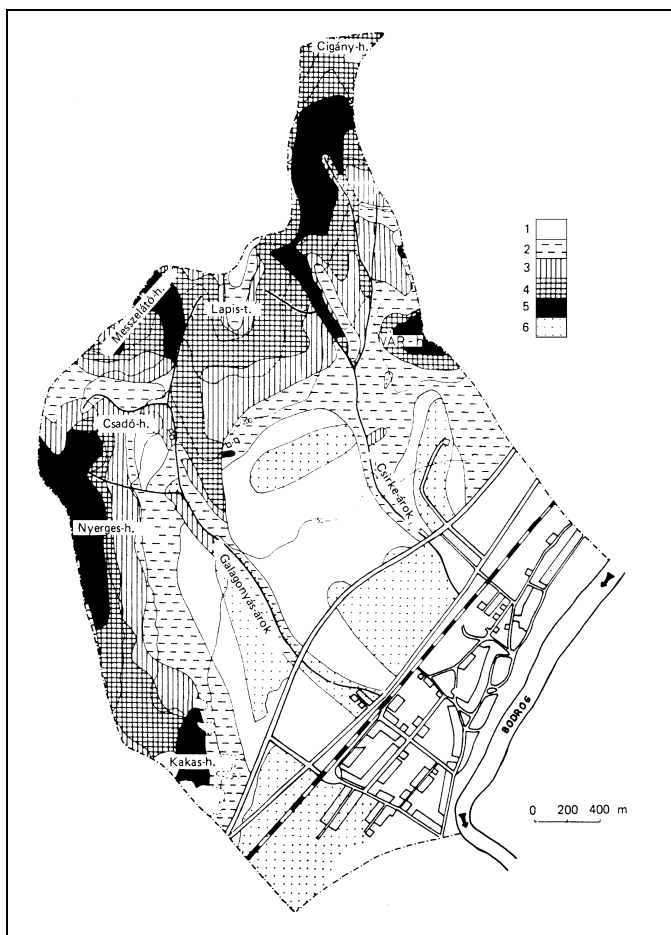 Cigány-h.
1
2
3
4
5
6
Messzelátó-h.
Lapis-t.
VÁR-h.
Csadó-h.
Csirke-árok
Nyerges-h.
Galagonyás-árok
BODROG
Kakas-h.
0 200 400 m